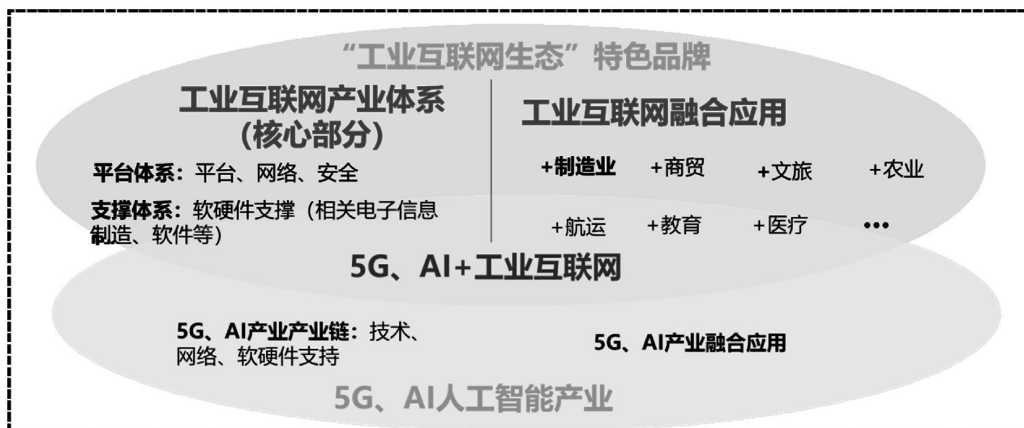 “工业互联网生态”特色品牌
工业互联网产业体系
（核心部分）
平台体系：平台、网络、安全
支撑体系：软硬件支撑（相关电子信息
制造、软件等）
工业互联网融合应用
+制造业 +商贸 +文旅 +农业
+航运 +教育 +医疗 •••
5G、AI+工业互联网
5G、AI产业产业链：技术、
网络、软硬件支持
5G、AI产业融合应用
5G、AI人工智能产业